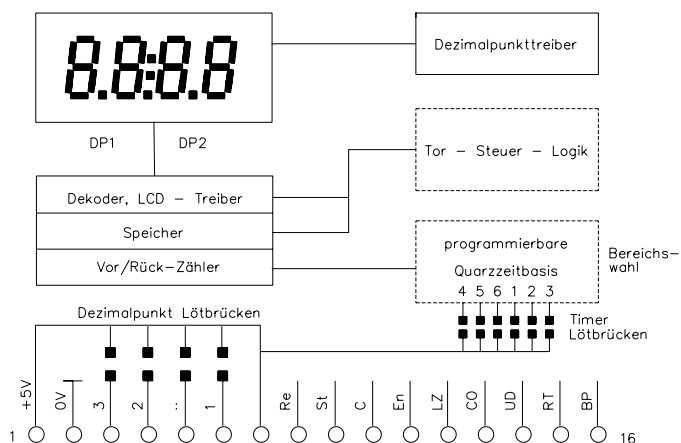 8.8:8.8
Dezimalpunkttreiber
DP1 DP2
Tor - Steuer - Logik
Dekoder, LCD - Treiber
Speicher
Vor/Rück-Zähler
programmierbare
Quarzzeitbasis
4 5 6 1 2 3
Bereichs-
wahl
Dezimalpunkt Lötbrücken
Timer
Lötbrücken
+5V 0V 3 2 : 1 Re St C En LZ CO UD RT BP
1 16